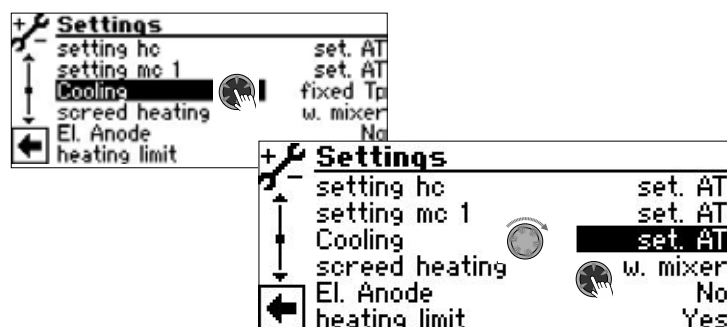 Settings
setting hc set. AT
setting mc 1 set. AT
Cooling fixed Tp
screed heating w. mixer
El. Anode No
heating limit
Settings
setting hc set. AT
setting mc 1 set. AT
Cooling set. AT
screed heating w. mixer
El. Anode No
heating limit Yes